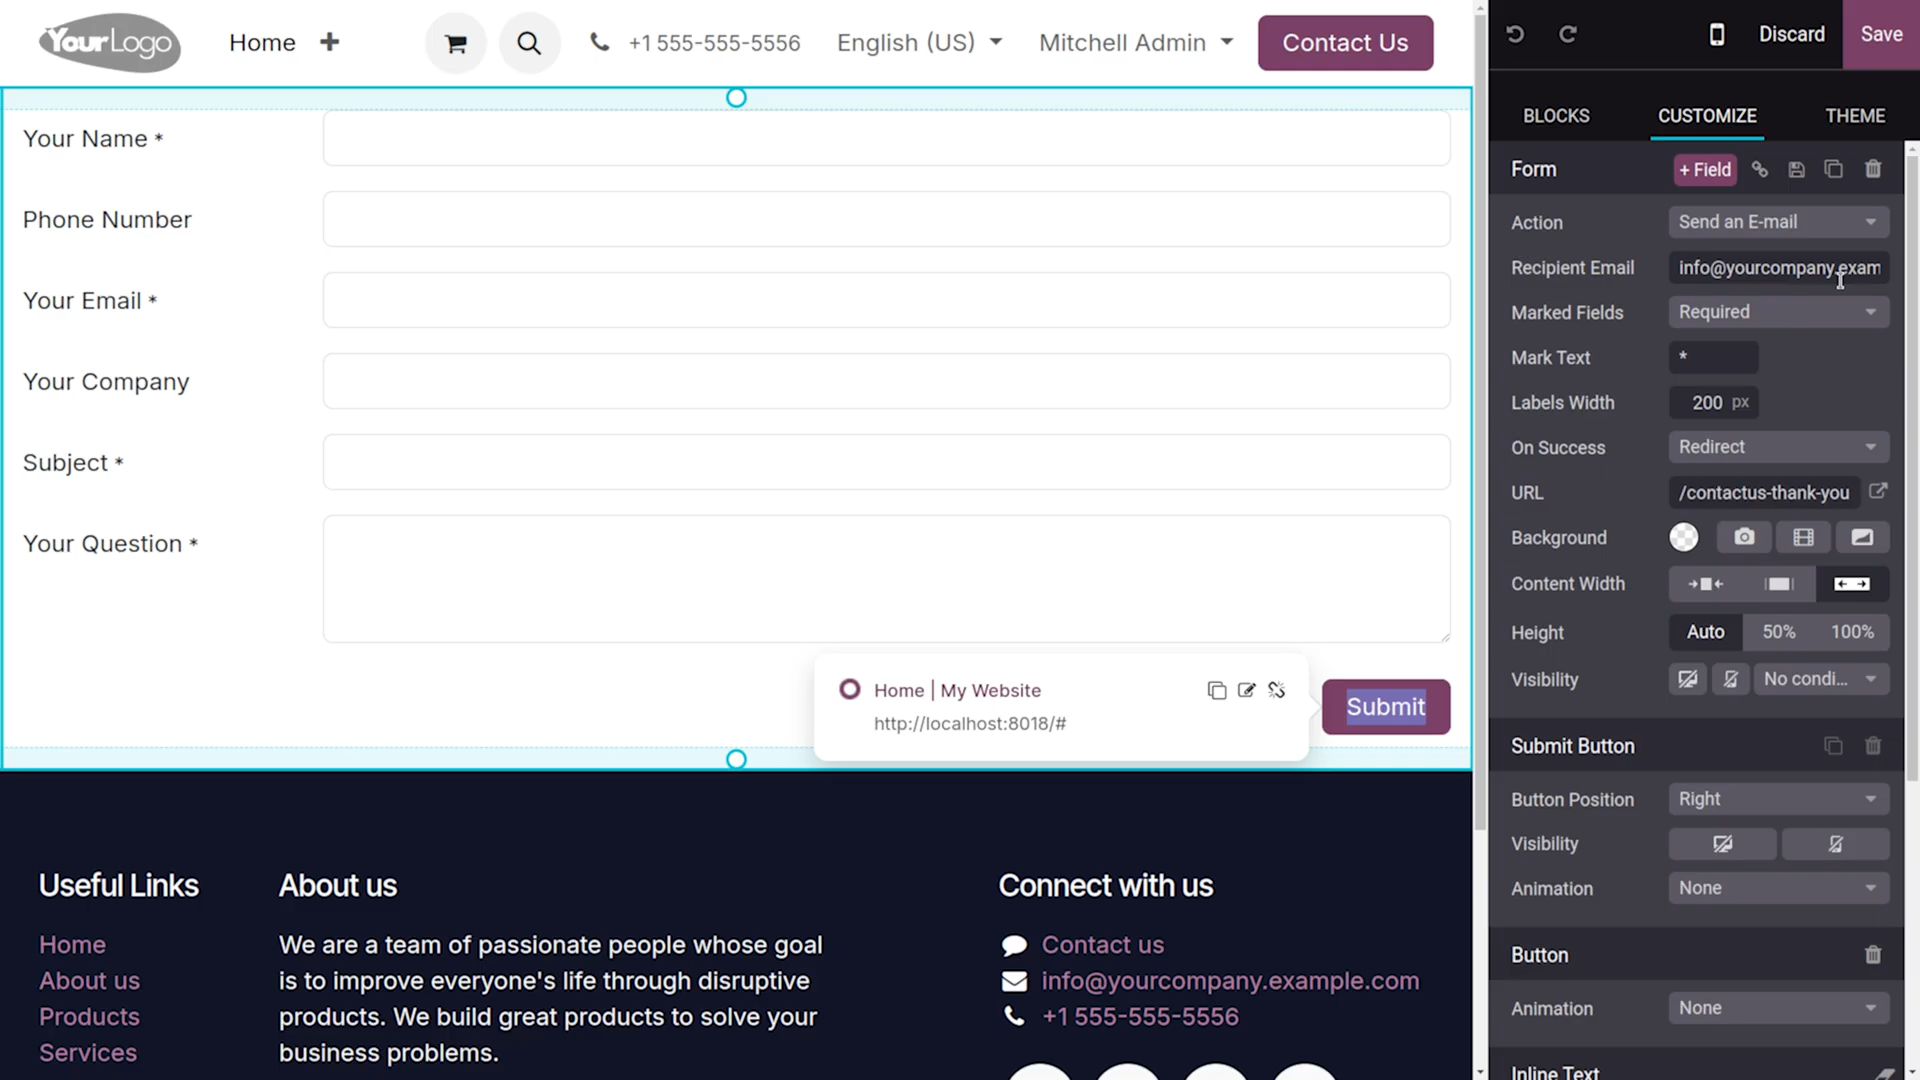 YourLogo
Home
+1 555-555-5556
English (US)
Mitchell Admin
Contact Us
Discard
Save
BLOCKS
CUSTOMIZE
THEME
Your Name *
Phone Number
Your Email *
Your Company
Subject *
Your Question *
Home | My Website
http://localhost:8018/#
Submit
Form
+ Field
Action
Send an E-mail
Recipient Email
info@yourcompany.exam
Marked Fields
Required
Mark Text
*
Labels Width
200 px
On Success
Redirect
URL
/contactus-thank-you
Background
Content Width
Height
Auto
50%
100%
Visibility
No condi...
Submit Button
Button Position
Right
Visibility
Animation
None
Button
Animation
None
Inline Text
Useful Links
Home
About us
Products
Services
About us
We are a team of passionate people whose goal
is to improve everyone's life through disruptive
products. We build great products to solve your
business problems.
Connect with us
Contact us
info@yourcompany.example.com
+1 555-555-5556